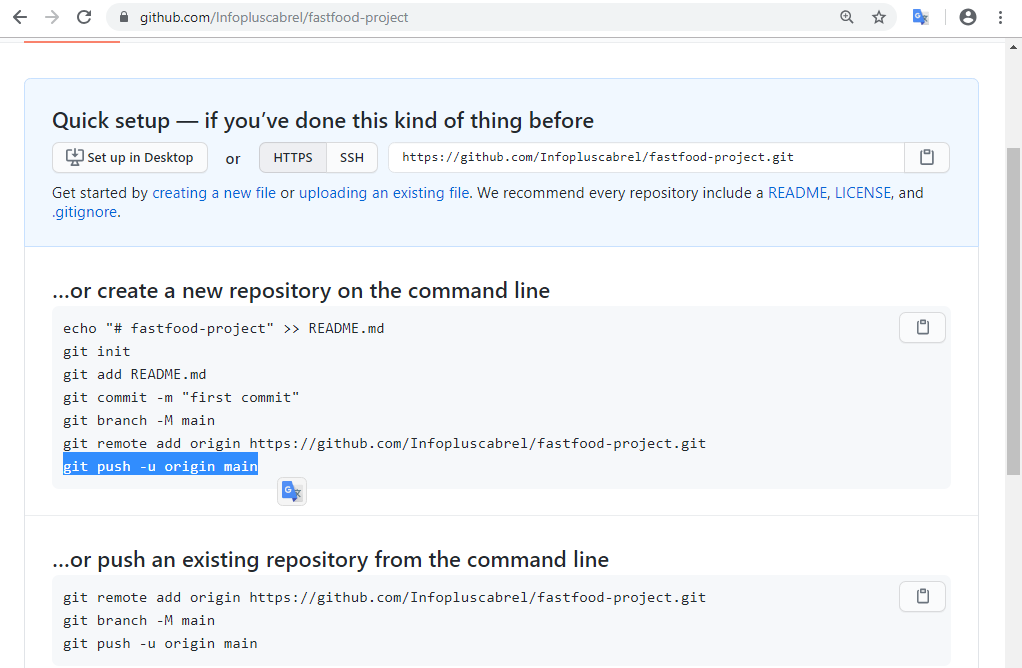 github.com/Infopluscabrel/fastfood-project
Quick setup — if you’ve done this kind of thing before
Set up in Desktop or HTTPS SSH https://github.com/Infopluscabrel/fastfood-project.git
Get started by creating a new file or uploading an existing file. We recommend every repository include a README, LICENSE, and
.gitignore.
…or create a new repository on the command line
echo "# fastfood-project" >> README.md
git init
git add README.md
git commit -m "first commit"
git branch -M main
git remote add origin https://github.com/Infopluscabrel/fastfood-project.git
git push -u origin main
…or push an existing repository from the command line
git remote add origin https://github.com/Infopluscabrel/fastfood-project.git
git branch -M main
git push -u origin main